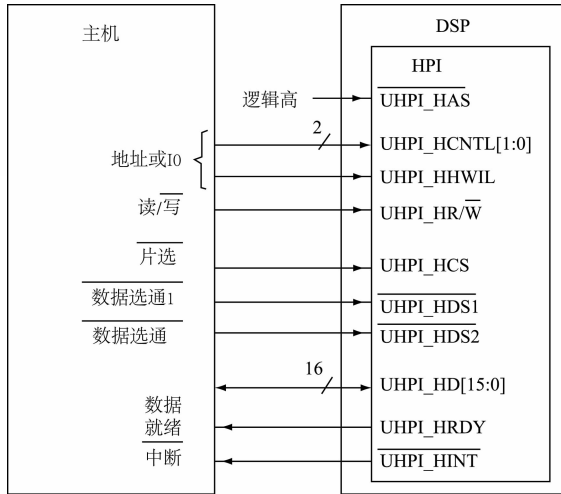 主机
DSP
HPI
逻辑高
UHPI_HAS
地址或IO
2
UHPI_HCNTL[1:0]
UHPI_HHWIL
读/写
UHPI_HR/W
片选
UHPI_HCS
数据选通1
UHPI_HDS1
数据选通
UHPI_HDS2
16
UHPI_HD[15:0]
数据
就绪
UHPI_HRDY
中断
UHPI_HINT